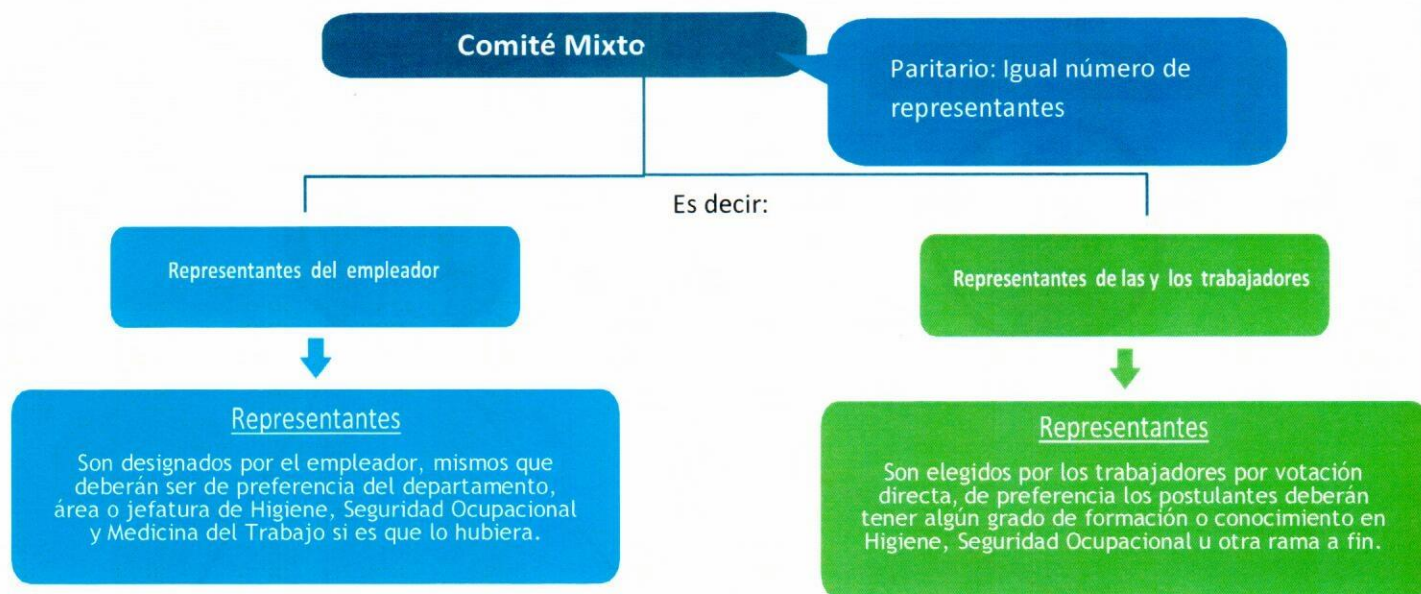 Comité Mixto
Paritario: Igual número de
representantes
Es decir:
Representantes del empleador
Representantes de las y los trabajadores
Representantes
Son designados por el empleador, mismos que
deberán ser de preferencia del departamento,
área o jefatura de Higiene, Seguridad Ocupacional
y Medicina del Trabajo si es que lo hubiera.
Representantes
Son elegidos por los trabajadores por votación
directa, de preferencia los postulantes deberán
tener algún grado de formación o conocimiento en
Higiene, Seguridad Ocupacional u otra rama a fin.